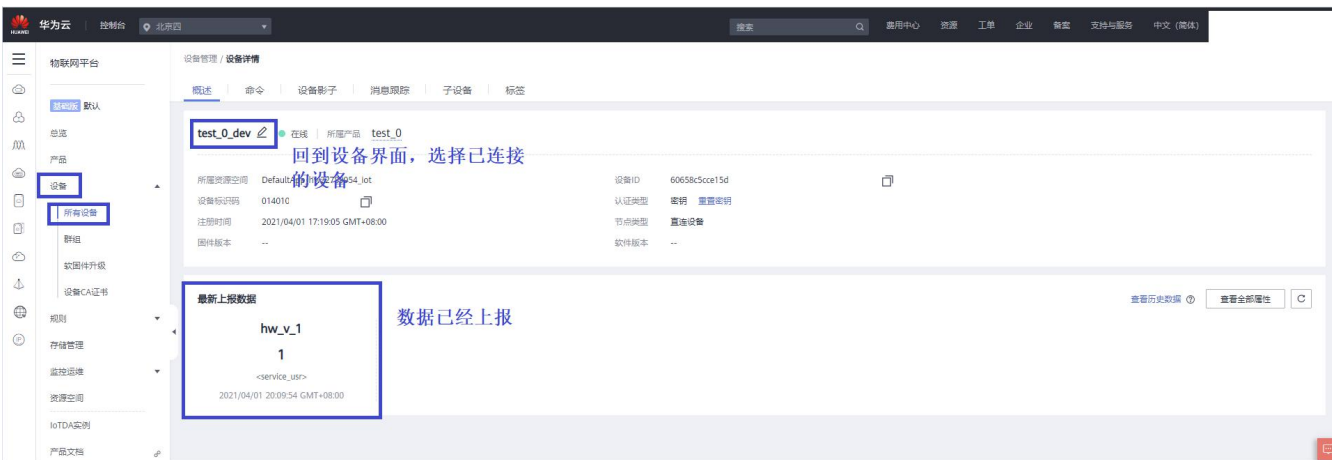 HUAWEI 华为云 控制台 北京四 搜索 费用中心 资源 工单 企业 备案 支持与服务 中文 (简体)
物联网平台
基础版 默认
总览
产品
设备
所有设备
群组
软固件升级
设备CA证书
规则
存储管理
监控运维
资源空间
IoTDA实例
产品文档
设备管理 / 设备详情
概述 命令 设备影子 消息跟踪 子设备 标签
test_0_dev 在线 所属产品 test_0
回到设备界面，选择已连接
的设备
所属资源空间 设备ID 60658c5cce15d
设备标识码 014010 认证类型 密钥 重置密钥
注册时间 2021/04/01 17:19:05 GMT+08:00 节点类型 直连设备
固件版本 -- 软件版本 --
最新上报数据 查看历史数据 查看全部属性
hw_v_1
1
<service_usr>
2021/04/01 20:09:54 GMT+08:00
数据已经上报